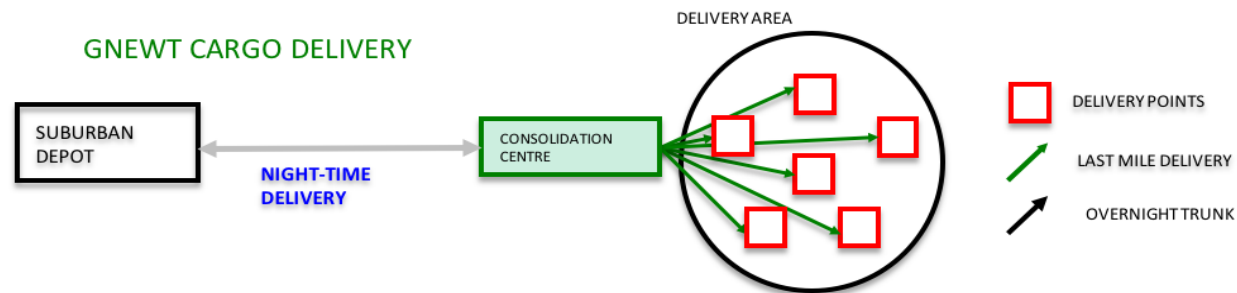 DELIVERY AREA
GNEWT CARGO DELIVERY
SUBURBAN
DEPOT
NIGHT-TIME
DELIVERY
CONSOLIDATION
CENTRE
DELIVERY POINTS
LAST MILE DELIVERY
OVERNIGHT TRUNK